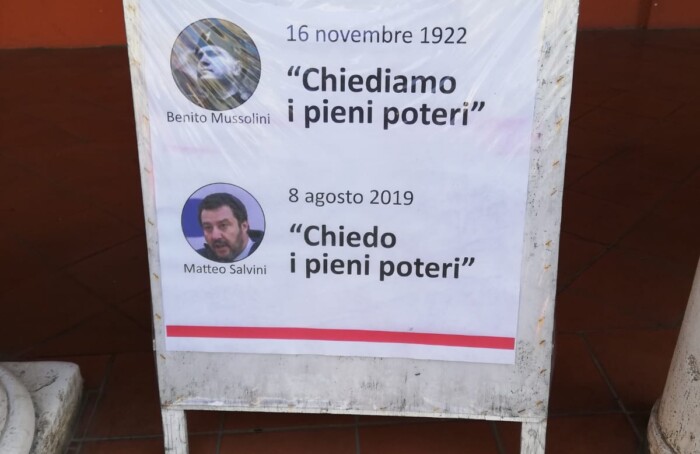 16 novembre 1922
"Chiediamo
i pieni poteri"
Benito Mussolini
8 agosto 2019
"Chiedo
i pieni poteri"
Matteo Salvini